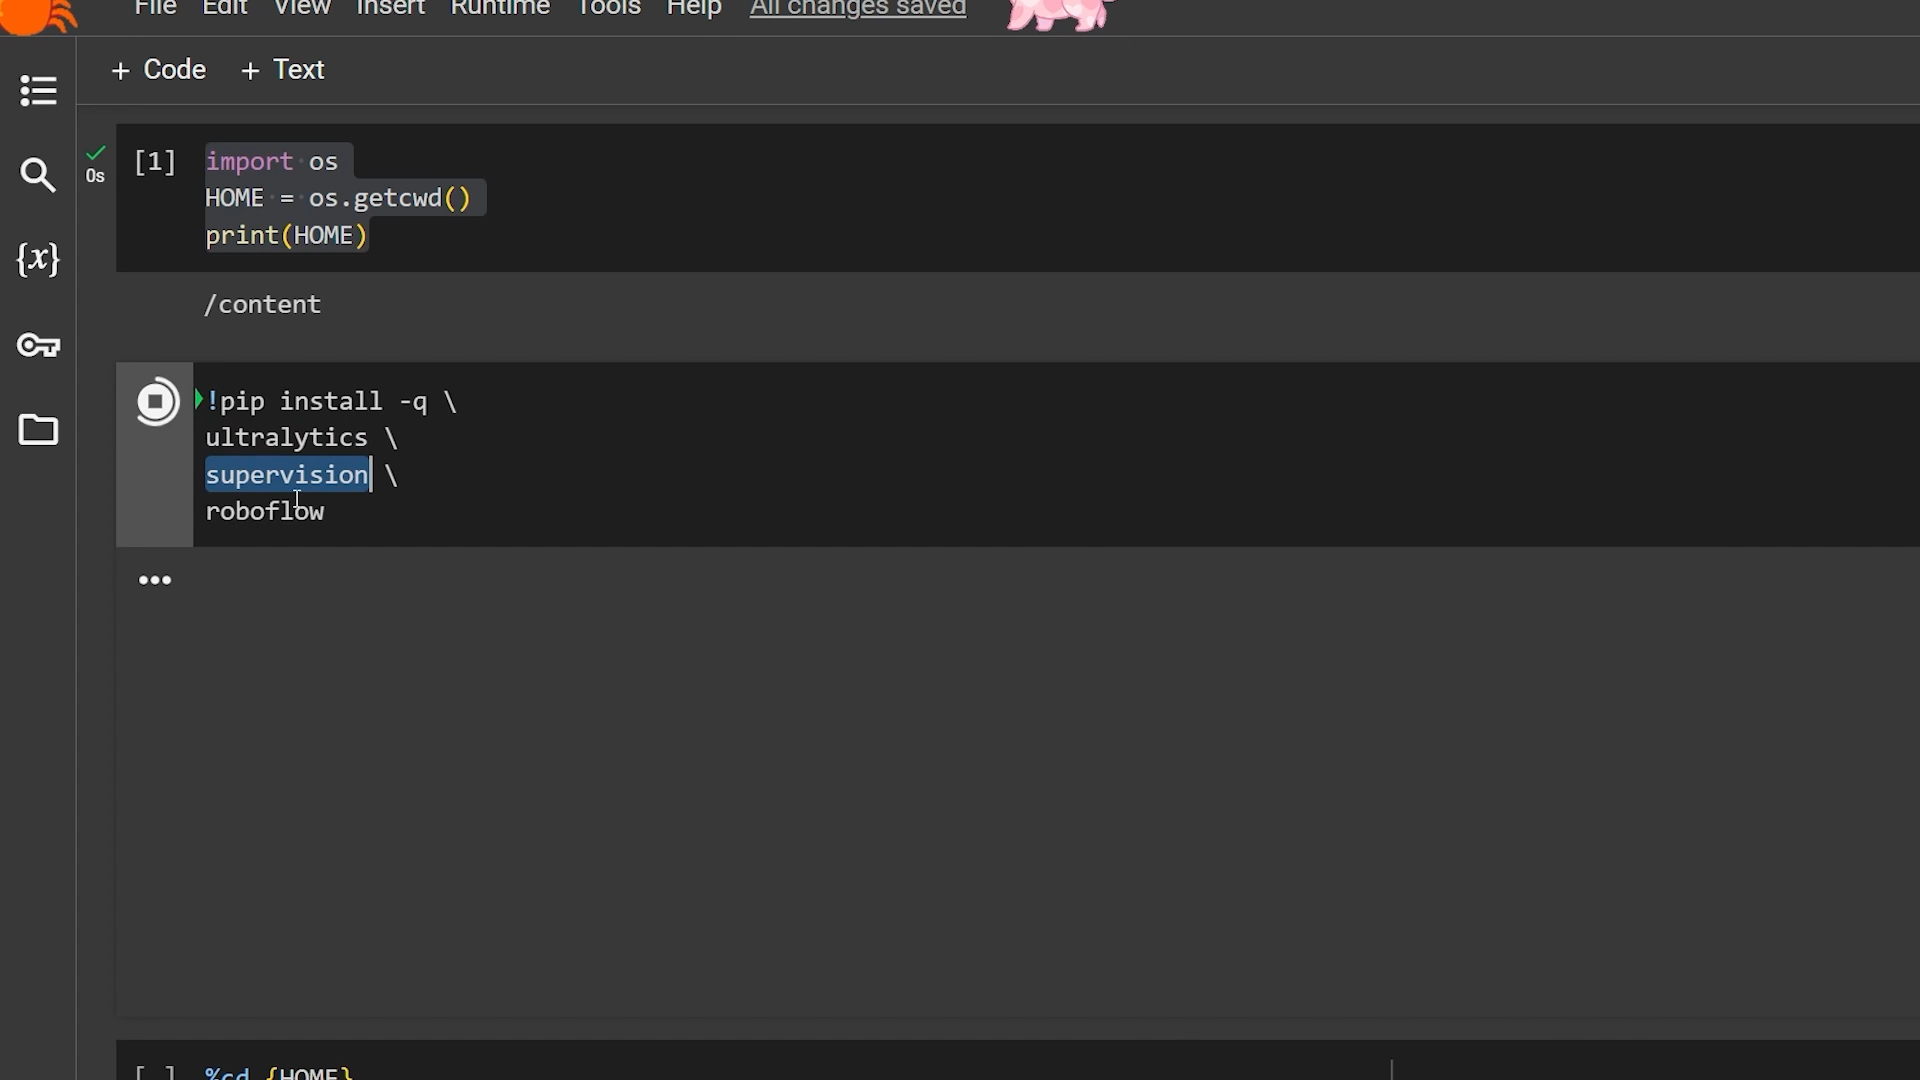 File Edit View Insert Runtime Tools Help All changes saved
+ Code + Text
[1] import os
0s HOME = os.getcwd()
print(HOME)
/content
{x}
!pip install -q \
ultralytics \
supervision \
roboflow
[ ] %cd {HOME}